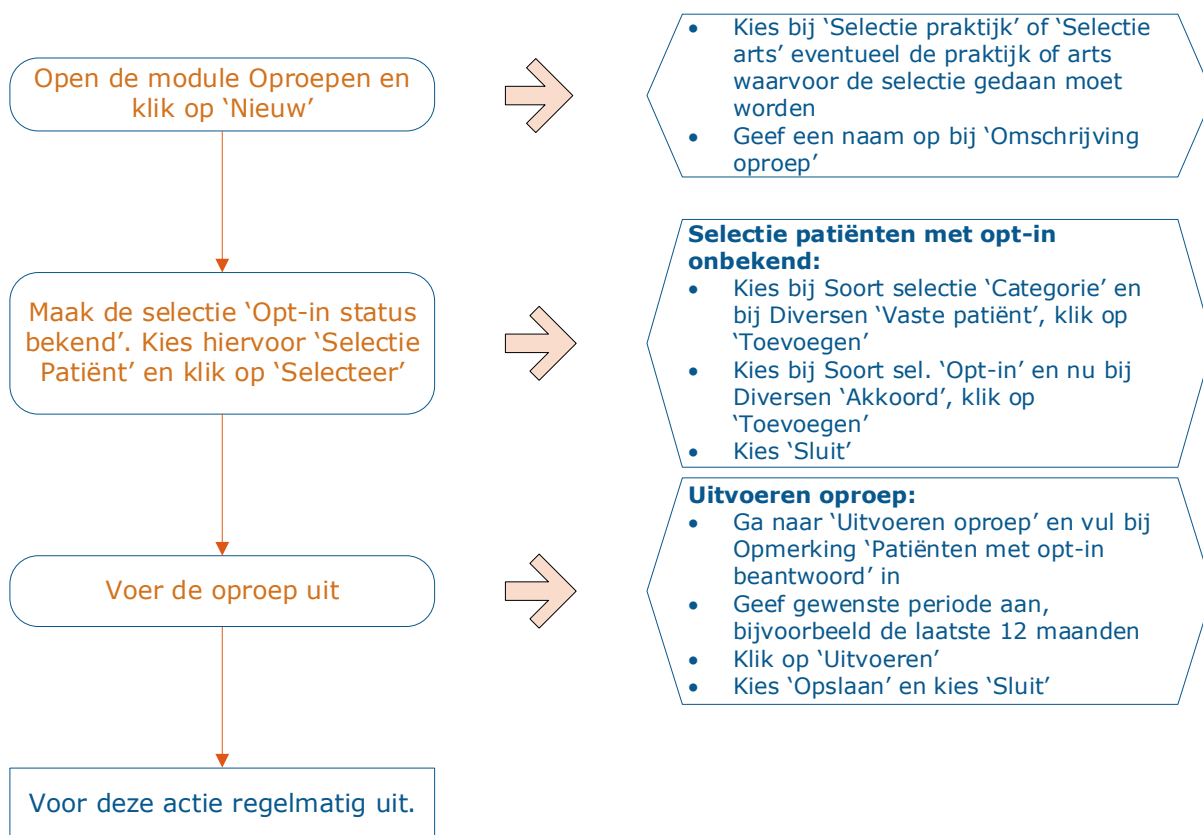 Open de module Oproepen en
klik op ‘Nieuw’
• Kies bij ‘Selectie praktijk’ of ‘Selectie
arts’ eventueel de praktijk of arts
waarvoor de selectie gedaan moet
worden
• Geef een naam op bij ‘Omschrijving
oproep’
Maak de selectie ‘Opt-in status
bekend’. Kies hiervoor ‘Selectie
Patiënt’ en klik op ‘Selecteer’
Selectie patiënten met opt-in
onbekend:
• Kies bij Soort selectie ‘Categorie’ en
bij Diversen ‘Vaste patiënt’, klik op
‘Toevoegen’
• Kies bij Soort sel. ‘Opt-in’ en nu bij
Diversen ‘Akkoord’, klik op
‘Toevoegen’
• Kies ‘Sluit’
Voer de oproep uit
Uitvoeren oproep:
• Ga naar ‘Uitvoeren oproep’ en vul bij
Opmerking ‘Patiënten met opt-in
beantwoord’ in
• Geef gewenste periode aan,
bijvoorbeeld de laatste 12 maanden
• Klik op ‘Uitvoeren’
• Kies ‘Opslaan’ en kies ‘Sluit’
Voor deze actie regelmatig uit.